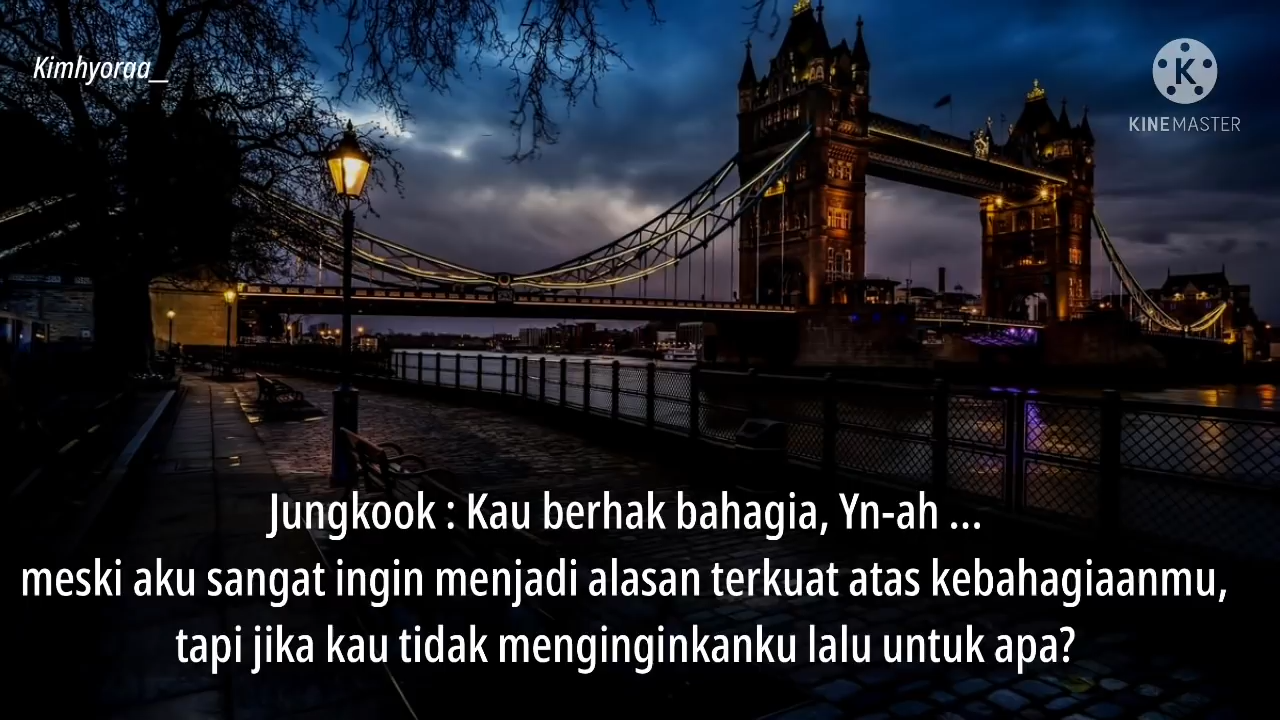 Kimhyoraa_
K
KINEMASTER
Jungkook : Kau berhak bahagia, Yn-ah ...
meski aku sangat ingin menjadi alasan terkuat atas kebahagiaanmu,
tapi jika kau tidak menginginkanku lalu untuk apa?